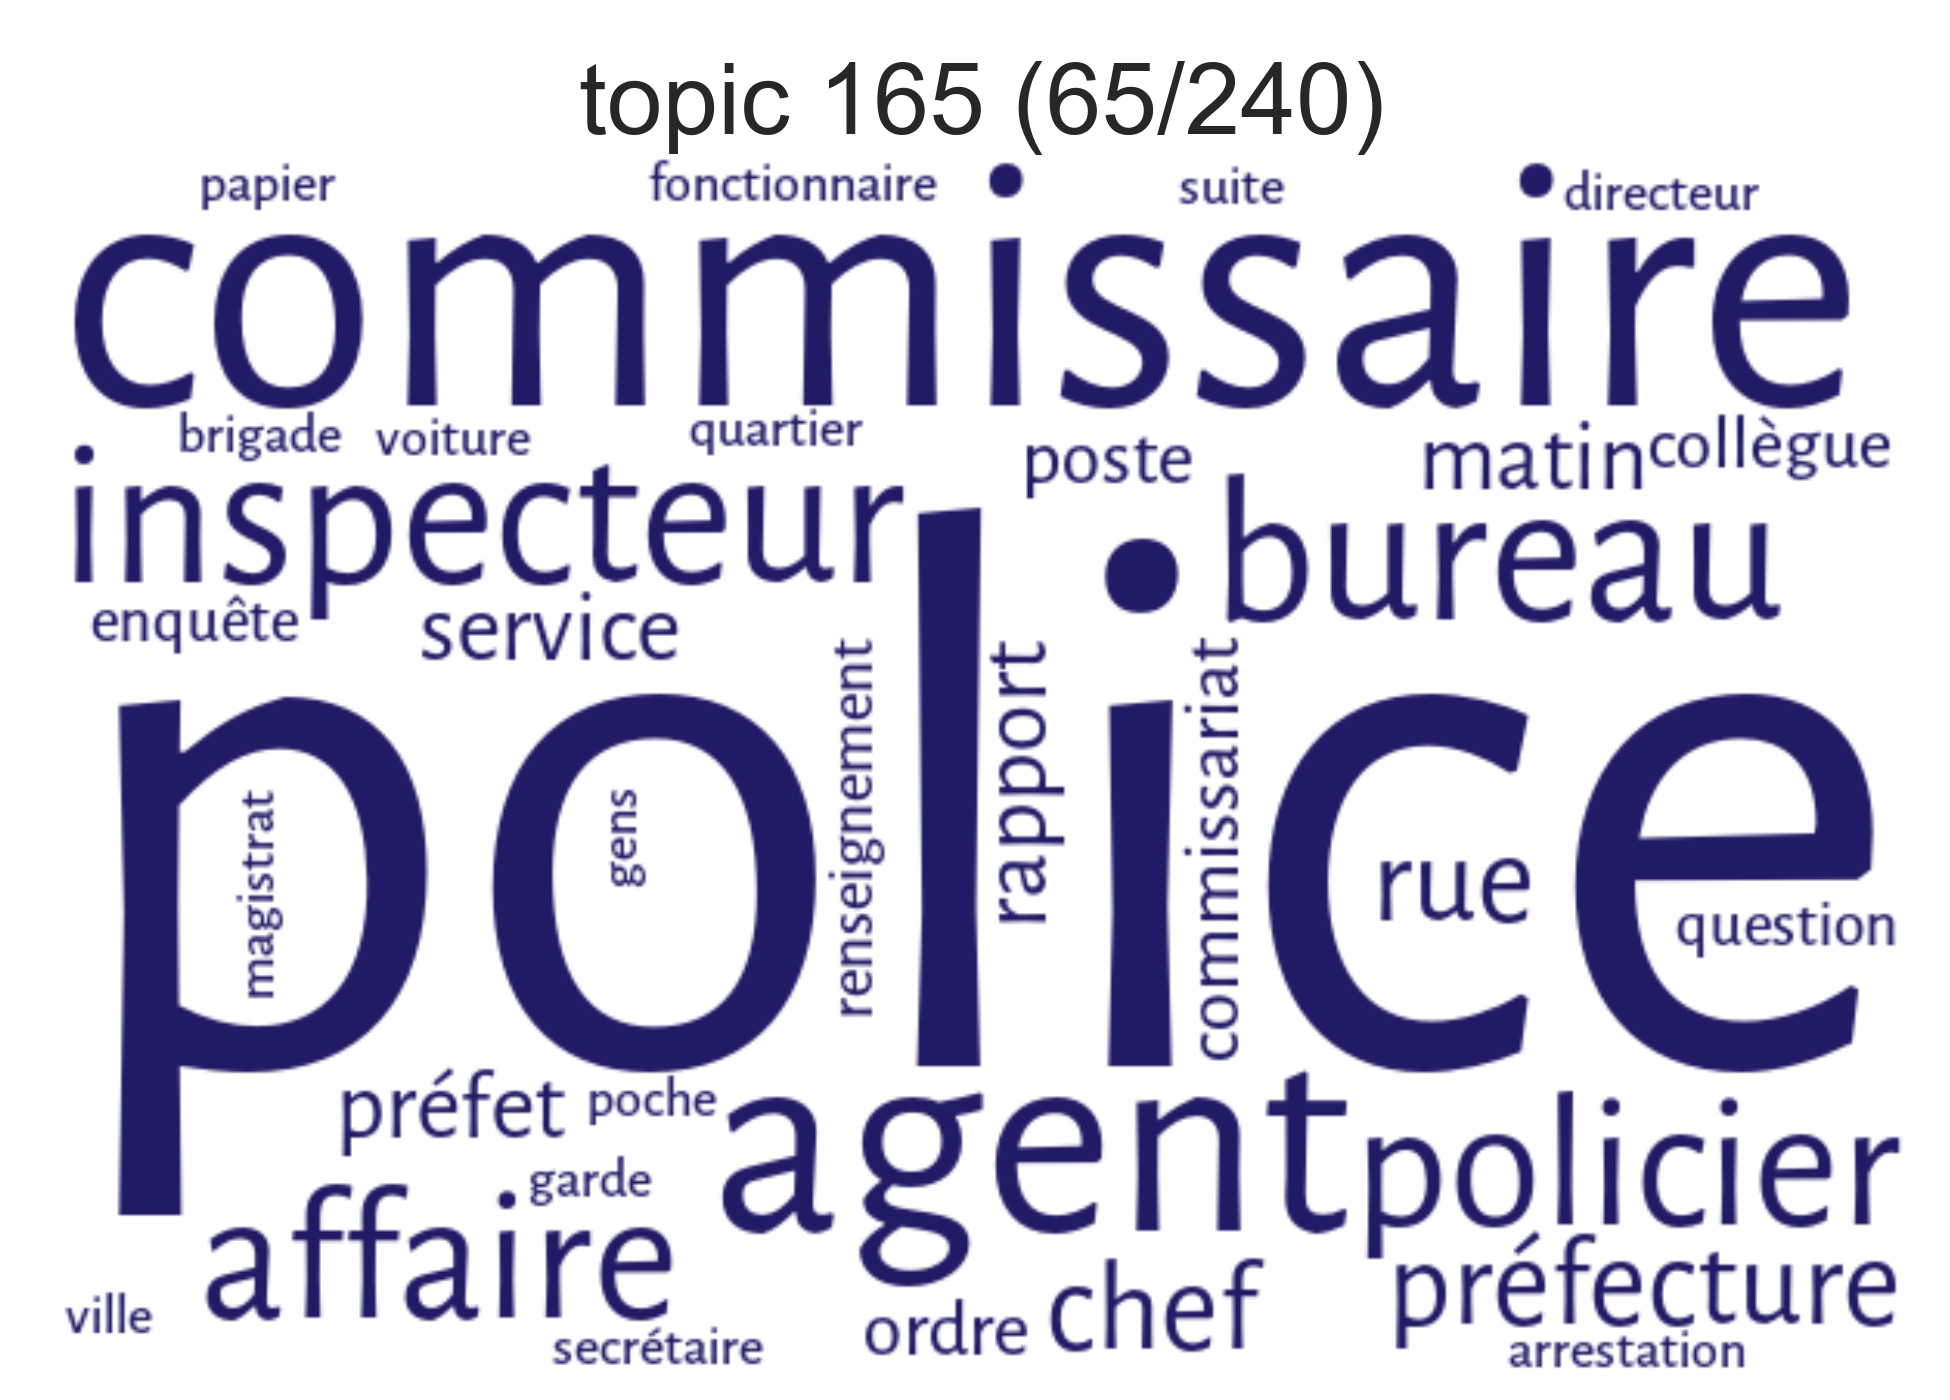 topic 165 (65/240)
papier fonctionnaire suite directeur
commissaire
brigade voiture quartier poste matin collègue
inspecteur bureau
enquête service
police
magistrat gens renseignement rapport commissariat rue question
préfet poche agent policier
garde
affaire préfecture
ville secrétaire ordre chef arrestation